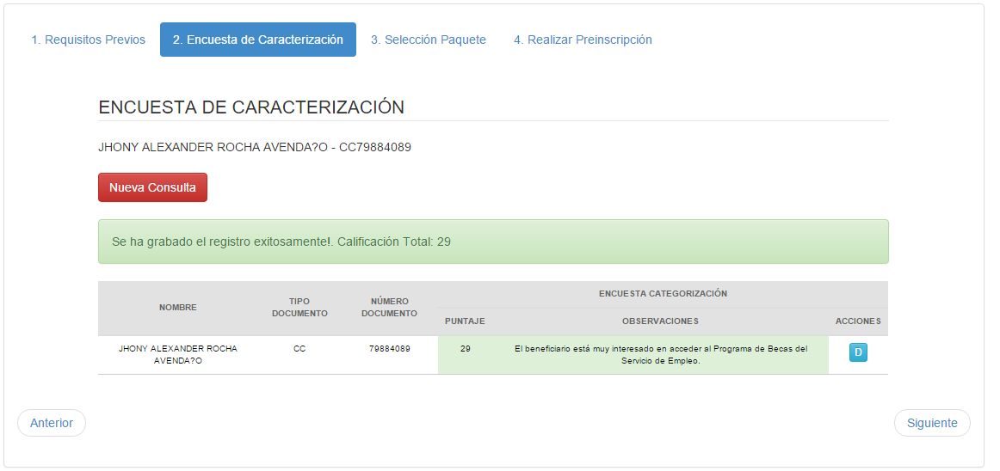 1. Requisitos Previos 2. Encuesta de Caracterización 3. Selección Paquete 4. Realizar Preinscripción
ENCUESTA DE CARACTERIZACIÓN
JHONY ALEXANDER ROCHA AVENDA?O - CC79884089
Nueva Consulta
Se ha grabado el registro exitosamente!. Calificación Total: 29
NOMBRE
TIPO
DOCUMENTO
NÚMERO
DOCUMENTO
ENCUESTA CATEGORIZACIÓN
PUNTAJE OBSERVACIONES ACCIONES
JHONY ALEXANDER ROCHA
AVENDA?O
CC
79884089
29
El beneficiario está muy interesado en acceder al Programa de Becas del
Servicio de Empleo.
D
Anterior
Siguiente